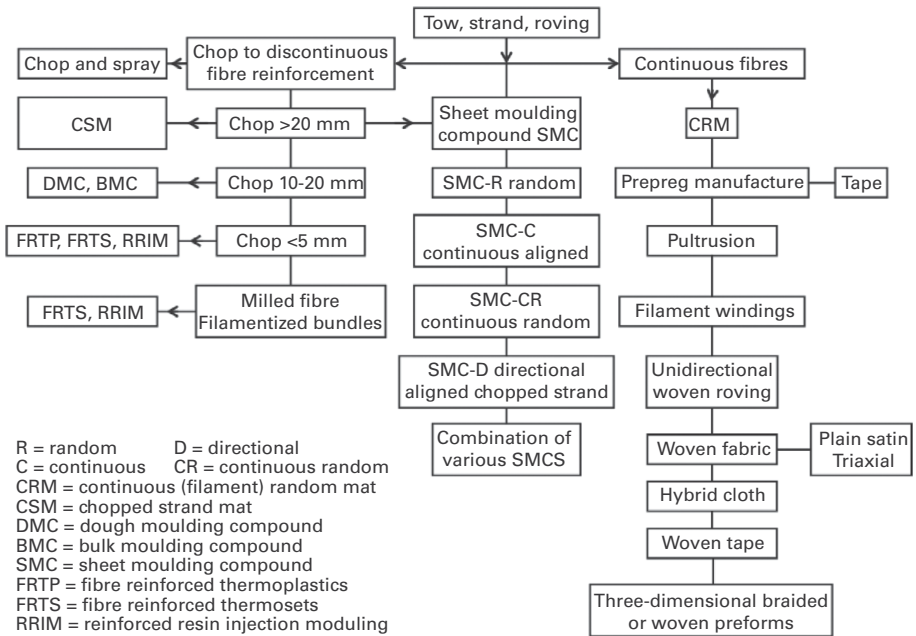 Tow, strand, roving
Chop and spray
Chop to discontinuous
fibre reinforcement
Continuous fibres
CSM
Chop >20 mm
Sheet moulding
compound SMC
CRM
DMC, BMC
Chop 10-20 mm
SMC-R random
Prepreg manufacture
Tape
FRTP, FRTS, RRIM
Chop <5 mm
SMC-C
continuous aligned
Pultrusion
FRTS, RRIM
Milled fibre
Filamentized bundles
SMC-CR
continuous random
Filament windings
SMC-D directional
aligned chopped strand
Unidirectional
woven roving
Combination of
various SMCS
Woven fabric
Plain satin
Triaxial
Hybrid cloth
Woven tape
Three-dimensional braided
or woven preforms
R = random D = directional
C = continuous CR = continuous random
CRM = continuous (filament) random mat
CSM = chopped strand mat
DMC = dough moulding compound
BMC = bulk moulding compound
SMC = sheet moulding compound
FRTP = fibre reinforced thermoplastics
FRTS = fibre reinforced thermosets
RRIM = reinforced resin injection moduling